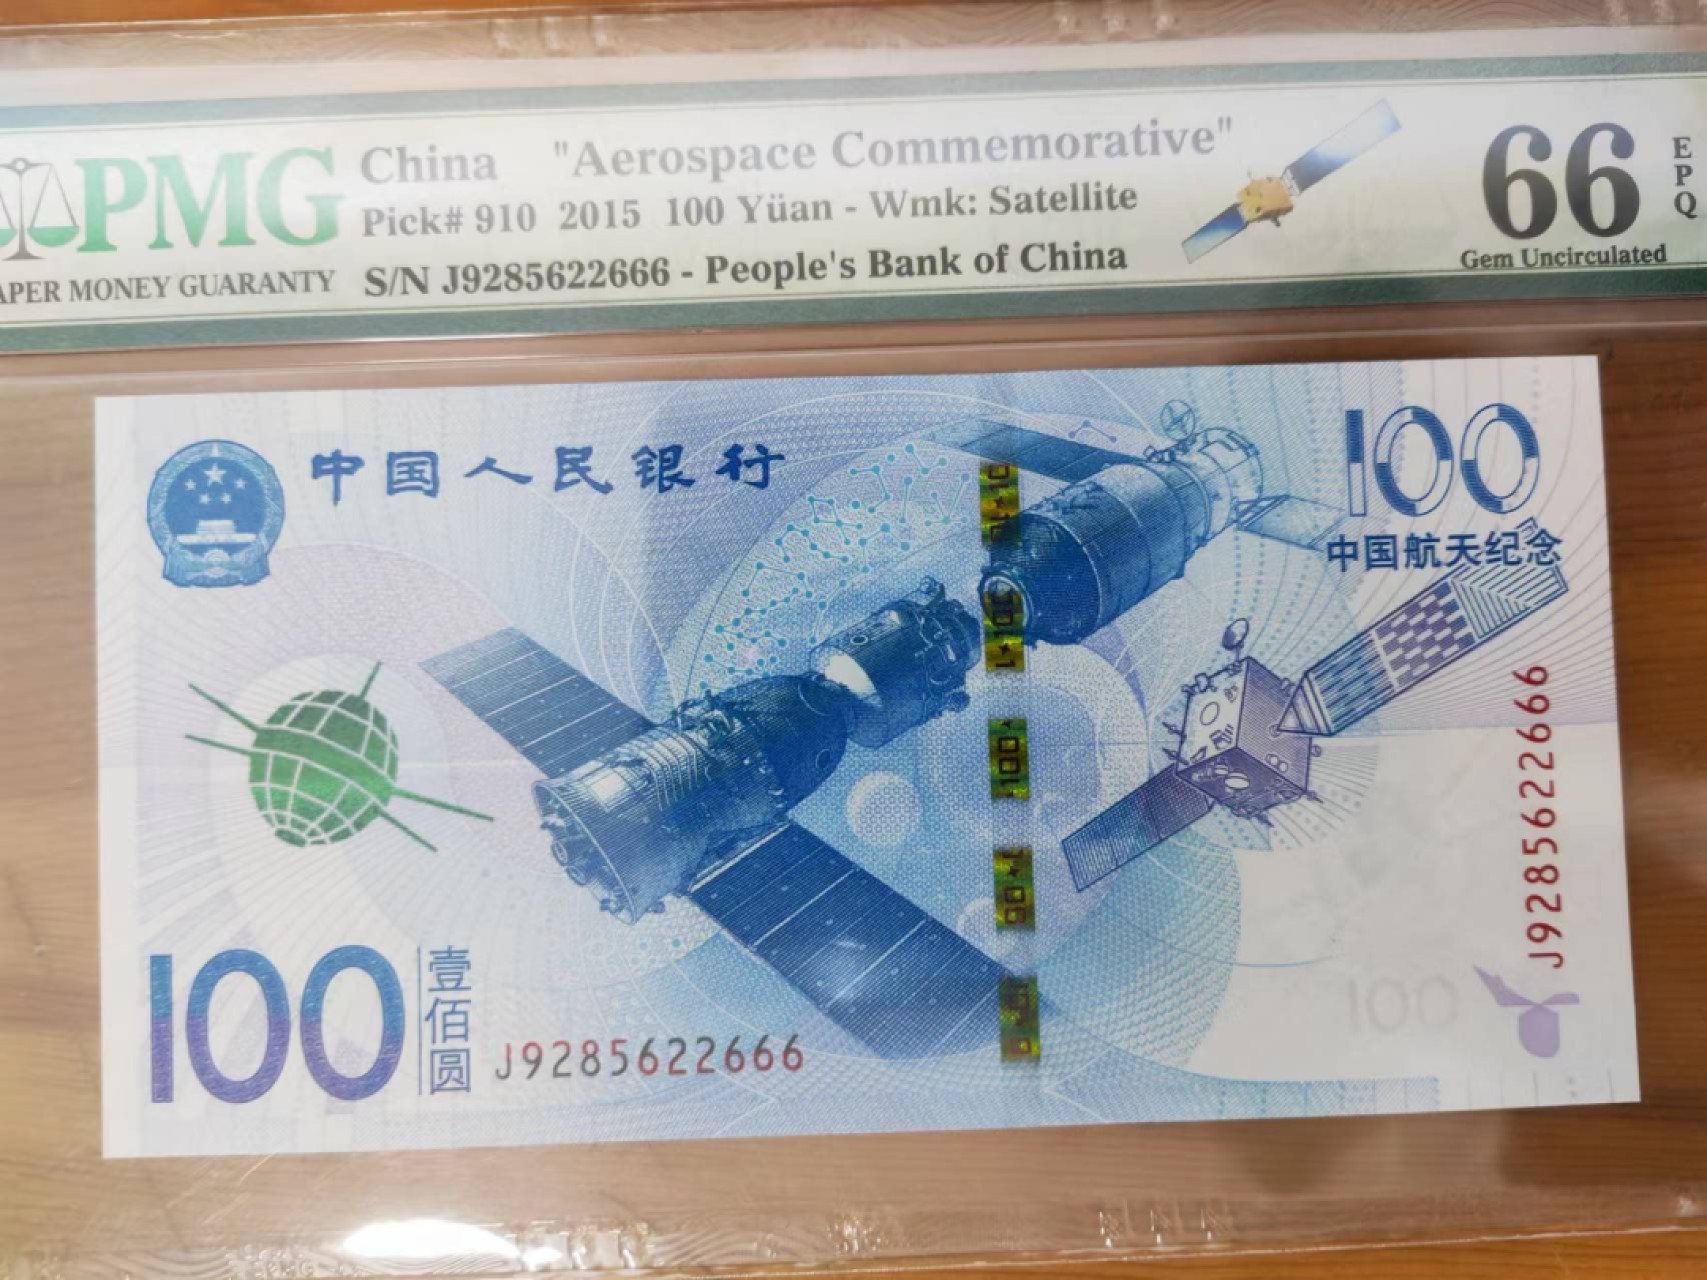 PMG
APER MONEY GUARANTY
China "Aerospace Commemorative"
Pick# 910 2015 100 Yüan - Wmk: Satellite
S/N J9285622666 - People's Bank of China
66
EPQ
Gem Uncirculated
中国人民银行
100
中国航天纪念
100
壹佰圆
J9285622666
J9285622666
100
100